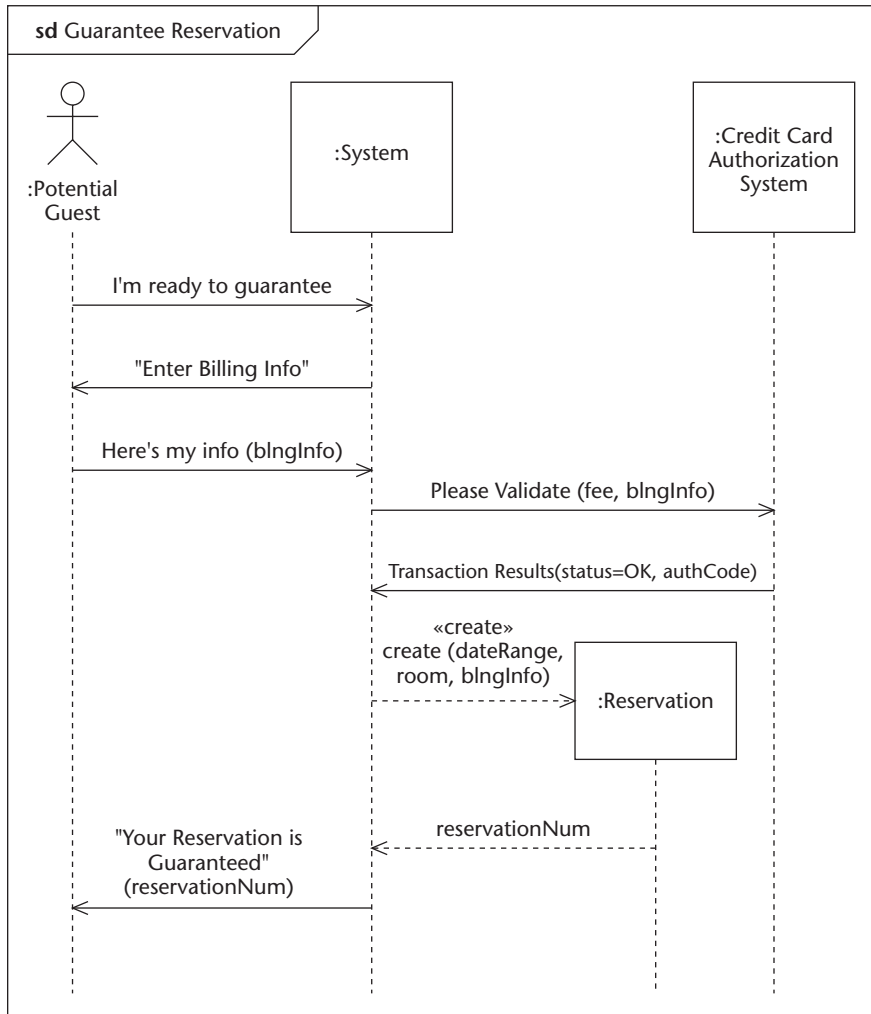 sd Guarantee Reservation
:Potential
Guest
:System
:Credit Card
Authorization
System
I'm ready to guarantee
"Enter Billing Info"
Here's my info (blngInfo)
Please Validate (fee, blngInfo)
Transaction Results(status=OK, authCode)
«create»
create (dateRange,
room, blngInfo)
:Reservation
reservationNum
"Your Reservation is
Guaranteed"
(reservationNum)